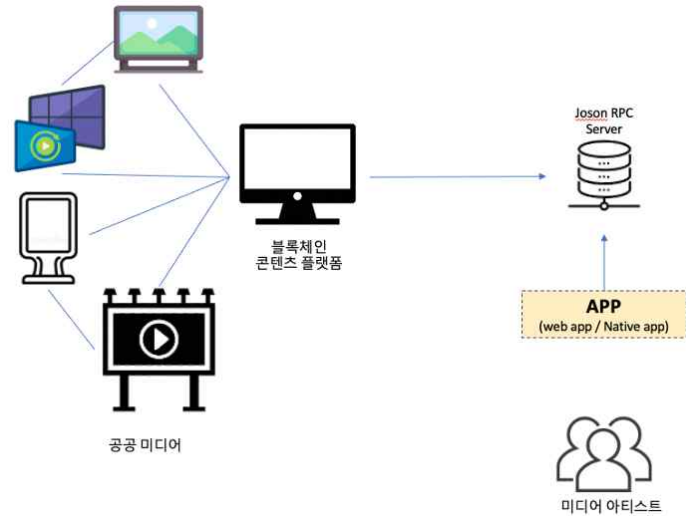 Joson RPC
Server
블록체인
콘텐츠 플랫폼
APP
(web app / Native app)
공공 미디어
미디어 아티스트